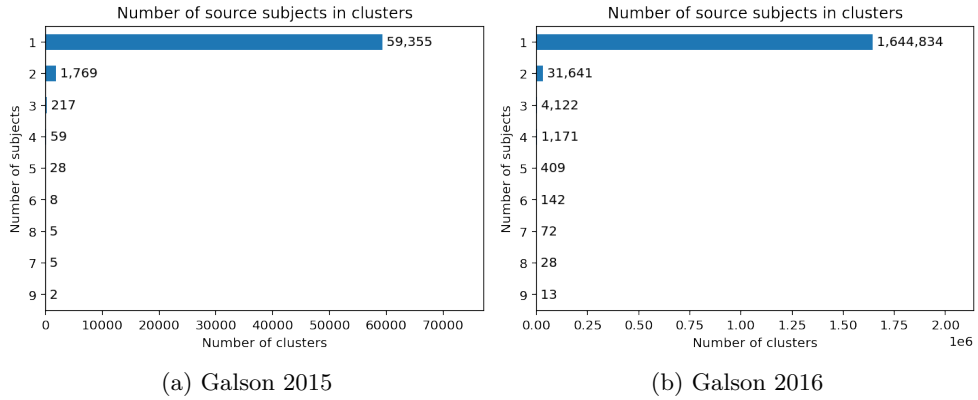 Number of source subjects in clusters
Number of subjects
1 59,355
2 1,769
3 217
4 59
5 28
6 8
8 5
7 5
9 2
0 10000 20000 30000 40000 50000 60000 70000
Number of clusters
(a) Galson 2015
Number of source subjects in clusters
Number of subjects
1 1,644,834
2 31,641
3 4,122
4 1,171
5 409
6 142
7 72
8 28
9 13
0.00 0.25 0.50 0.75 1.00 1.25 1.50 1.75 2.00
1e6
Number of clusters
(b) Galson 2016